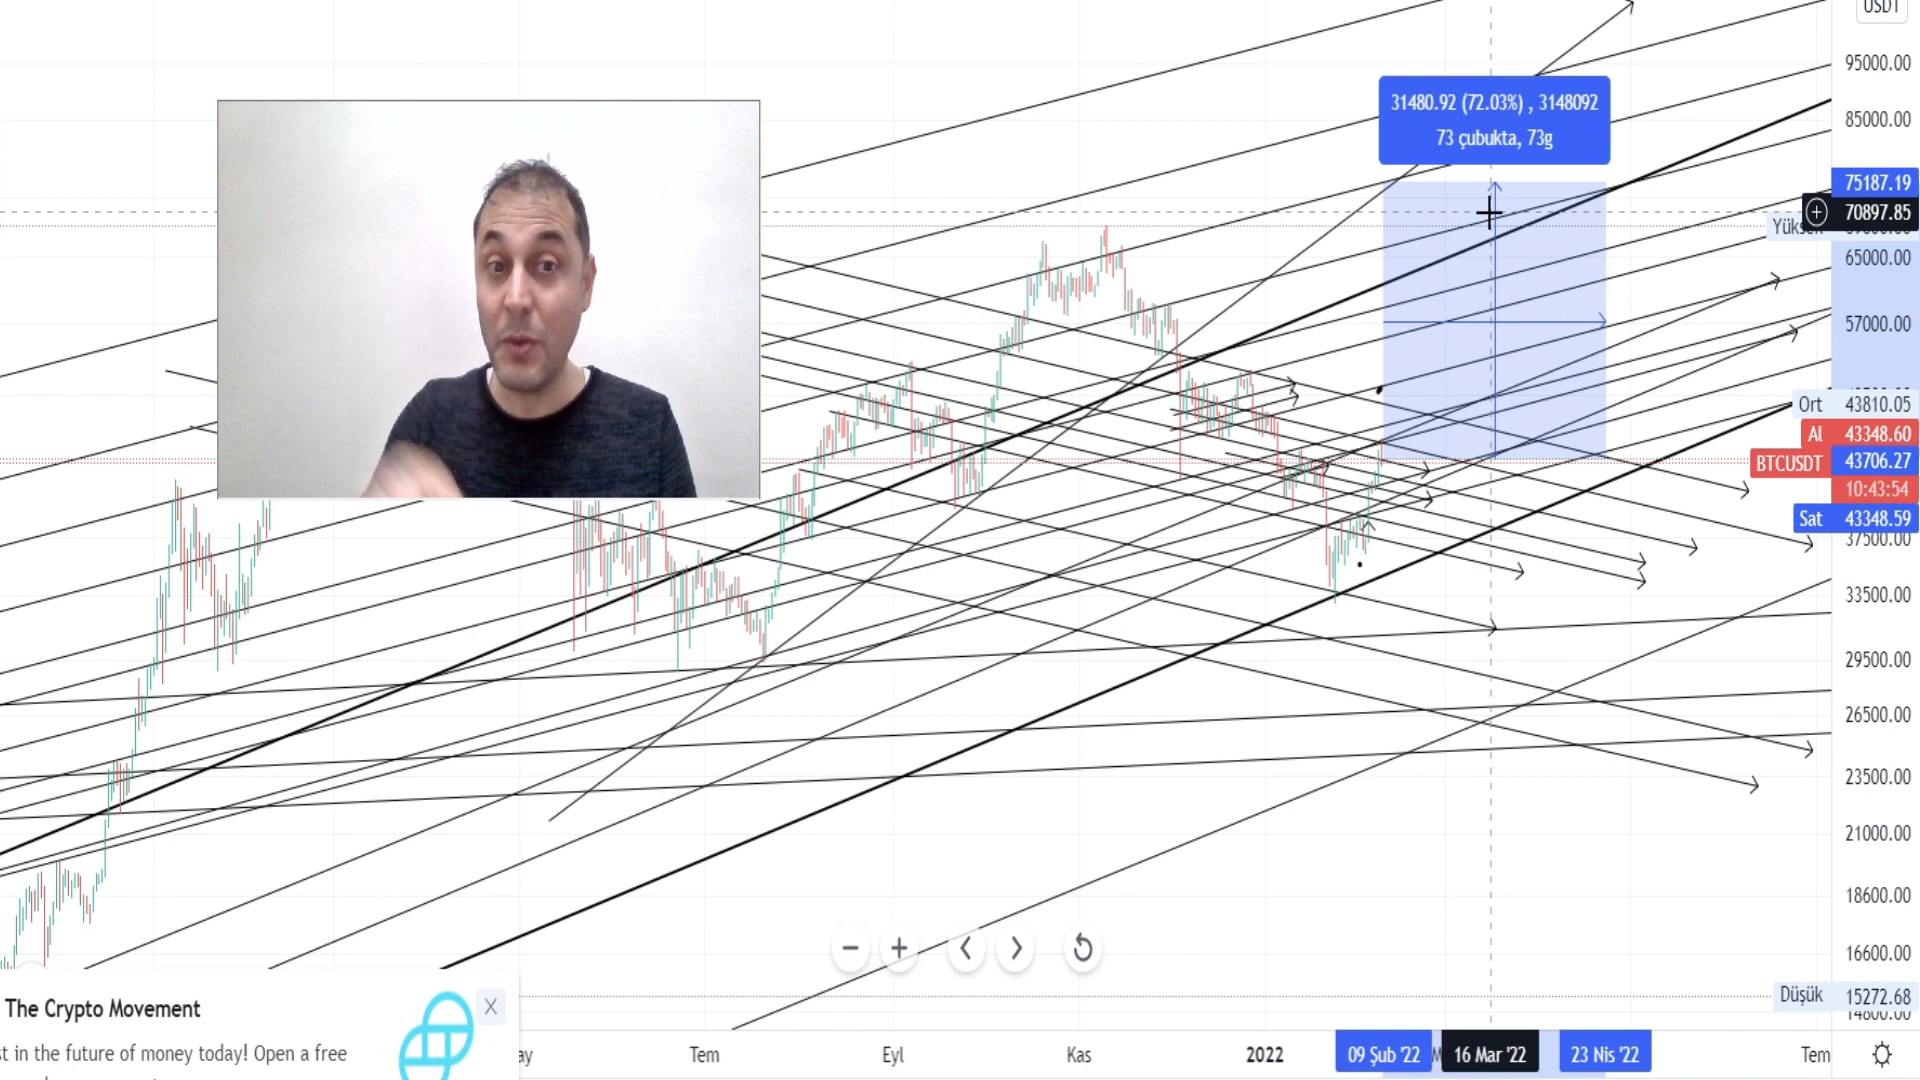 USDT
95000.00
31480.92 (72.03%) , 3148092
73 çubukta, 73g
85000.00
75187.19
70897.85
65000.00
57000.00
Ort 43810.05
Al 43348.60
BTCUSDT 43706.27
10:43:54
Sat 43348.59
37500.00
33500.00
29500.00
26500.00
23500.00
21000.00
18600.00
16600.00
Düşük 15272.68
14800.00
The Crypto Movement
X
st in the future of money today! Open a free
ay Tem Eyl Kas 2022 09 Şub '22 M 16 Mar '22 23 Nis '22 Tem